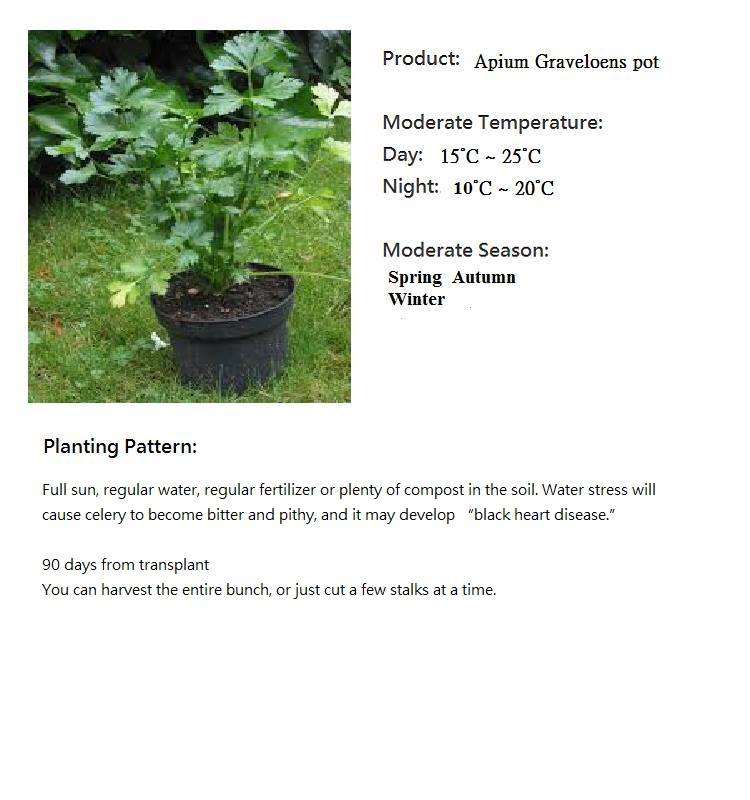 Product: Apium Graveloens pot
Moderate Temperature:
Day: 15°C ~ 25°C
Night: 10°C ~ 20°C
Moderate Season:
Spring Autumn
Winter
Planting Pattern:
Full sun, regular water, regular fertilizer or plenty of compost in the soil. Water stress will
cause celery to become bitter and pithy, and it may develop “black heart disease.”
90 days from transplant
You can harvest the entire bunch, or just cut a few stalks at a time.